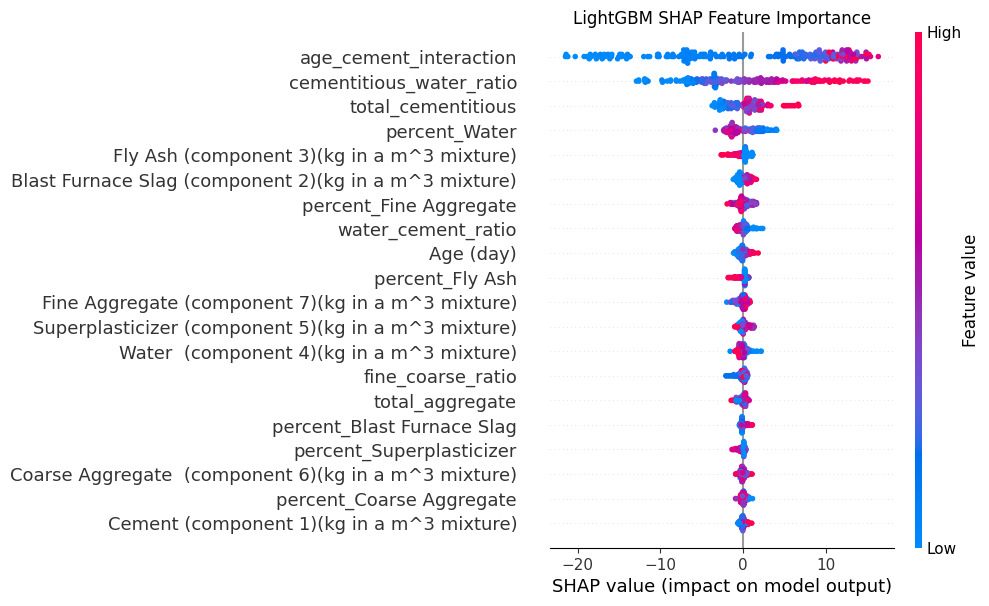 LightGBM SHAP Feature Importance
High
age_cement_interaction
cementitious_water_ratio
total_cementitious
percent_Water
Fly Ash (component 3)(kg in a m^3 mixture)
Blast Furnace Slag (component 2)(kg in a m^3 mixture)
percent_Fine Aggregate
water_cement_ratio
Age (day)
percent_Fly Ash
Fine Aggregate (component 7)(kg in a m^3 mixture)
Superplasticizer (component 5)(kg in a m^3 mixture)
Water  (component 4)(kg in a m^3 mixture)
fine_coarse_ratio
total_aggregate
percent_Blast Furnace Slag
percent_Superplasticizer
Coarse Aggregate  (component 6)(kg in a m^3 mixture)
percent_Coarse Aggregate
Cement (component 1)(kg in a m^3 mixture)
Feature value
Low
−20 −10 0 10
SHAP value (impact on model output)